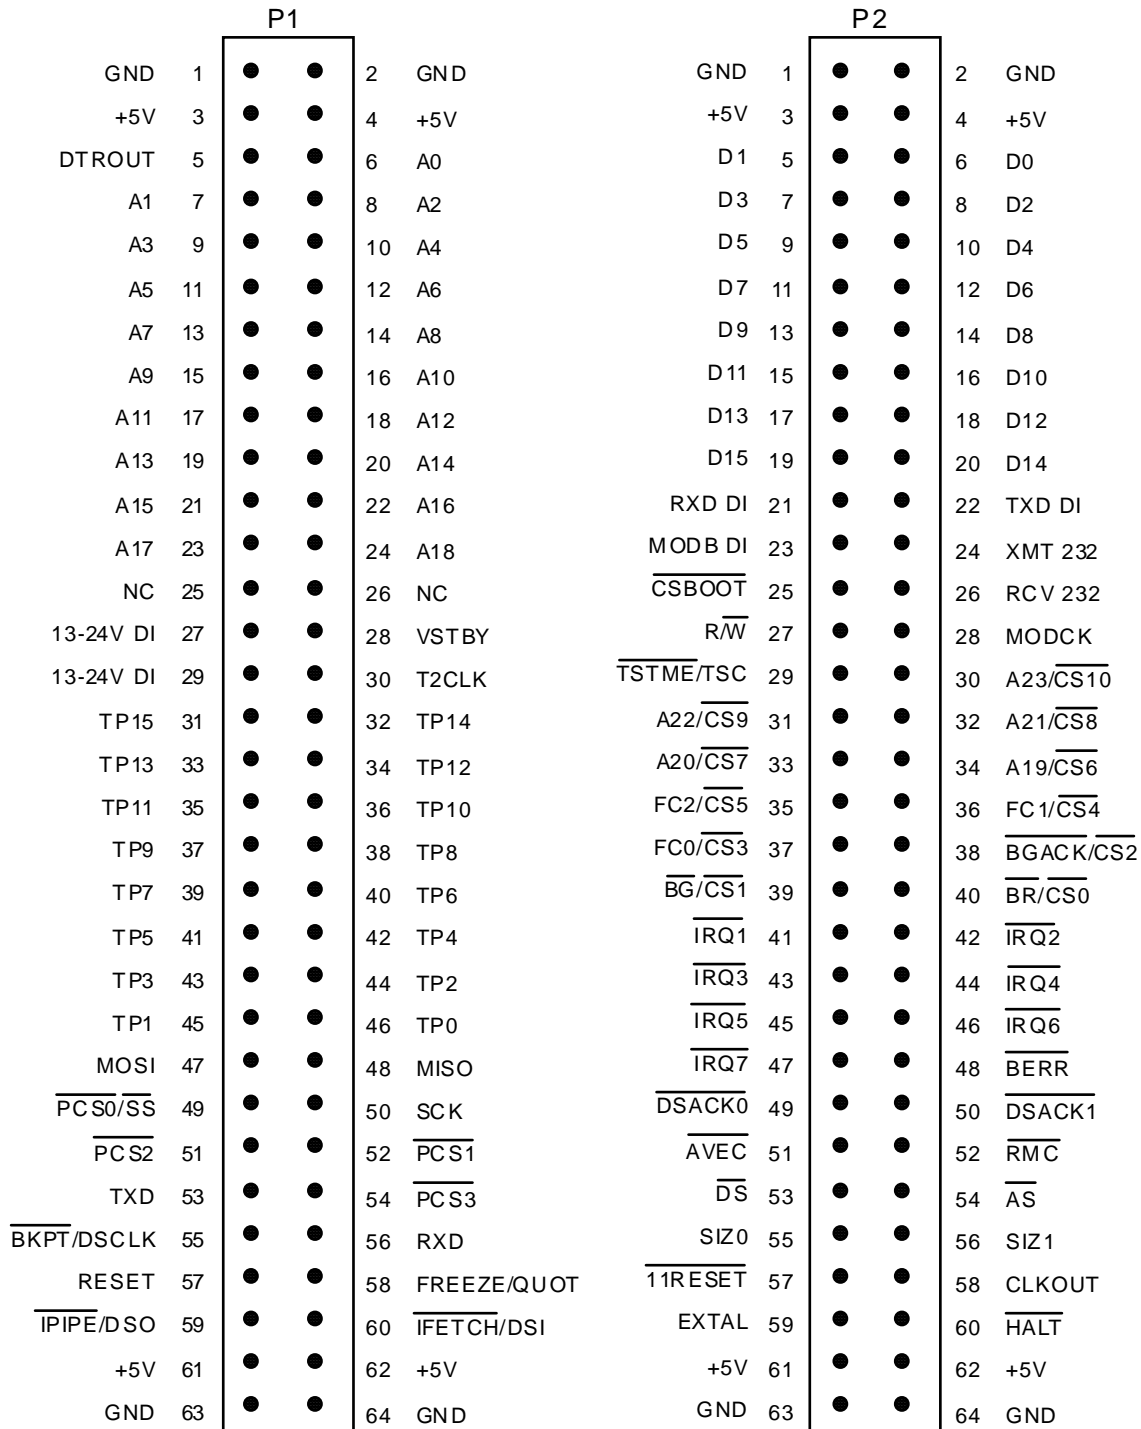 P1 P2
GND 1 2 GND GND 1 2 GND
+5V 3 4 +5V +5V 3 4 +5V
DTROUT 5 6 A0 D1 5 6 D0
A1 7 8 A2 D3 7 8 D2
A3 9 10 A4 D5 9 10 D4
A5 11 12 A6 D7 11 12 D6
A7 13 14 A8 D9 13 14 D8
A9 15 16 A10 D11 15 16 D10
A11 17 18 A12 D13 17 18 D12
A13 19 20 A14 D15 19 20 D14
A15 21 22 A16 RXD DI 21 22 TXD DI
A17 23 24 A18 MODB DI 23 24 XMT 232
NC 25 26 NC CSBOOT 25 26 RCV 232
13-24V DI 27 28 VSTBY R/W 27 28 MODCK
13-24V DI 29 30 T2CLK TSTME/TSC 29 30 A23/CS10
TP15 31 32 TP14 A22/CS9 31 32 A21/CS8
TP13 33 34 TP12 A20/CS7 33 34 A19/CS6
TP11 35 36 TP10 FC2/CS5 35 36 FC1/CS4
TP9 37 38 TP8 FC0/CS3 37 38 BGACK/CS2
TP7 39 40 TP6 BG/CS1 39 40 BR/CS0
TP5 41 42 TP4 IRQ1 41 42 IRQ2
TP3 43 44 TP2 IRQ3 43 44 IRQ4
TP1 45 46 TP0 IRQ5 45 46 IRQ6
MOSI 47 48 MISO IRQ7 47 48 BERR
PCS0/SS 49 50 SCK DSACK0 49 50 DSACK1
PCS2 51 52 PCS1 AVEC 51 52 RMC
TXD 53 54 PCS3 DS 53 54 AS
BKPT/DSCLK 55 56 RXD SIZ0 55 56 SIZ1
RESET 57 58 FREEZE/QUOT 11RESET 57 58 CLKOUT
IPIPE/DSO 59 60 IFETCH/DSI EXTAL 59 60 HALT
+5V 61 62 +5V +5V 61 62 +5V
GND 63 64 GND GND 63 64 GND